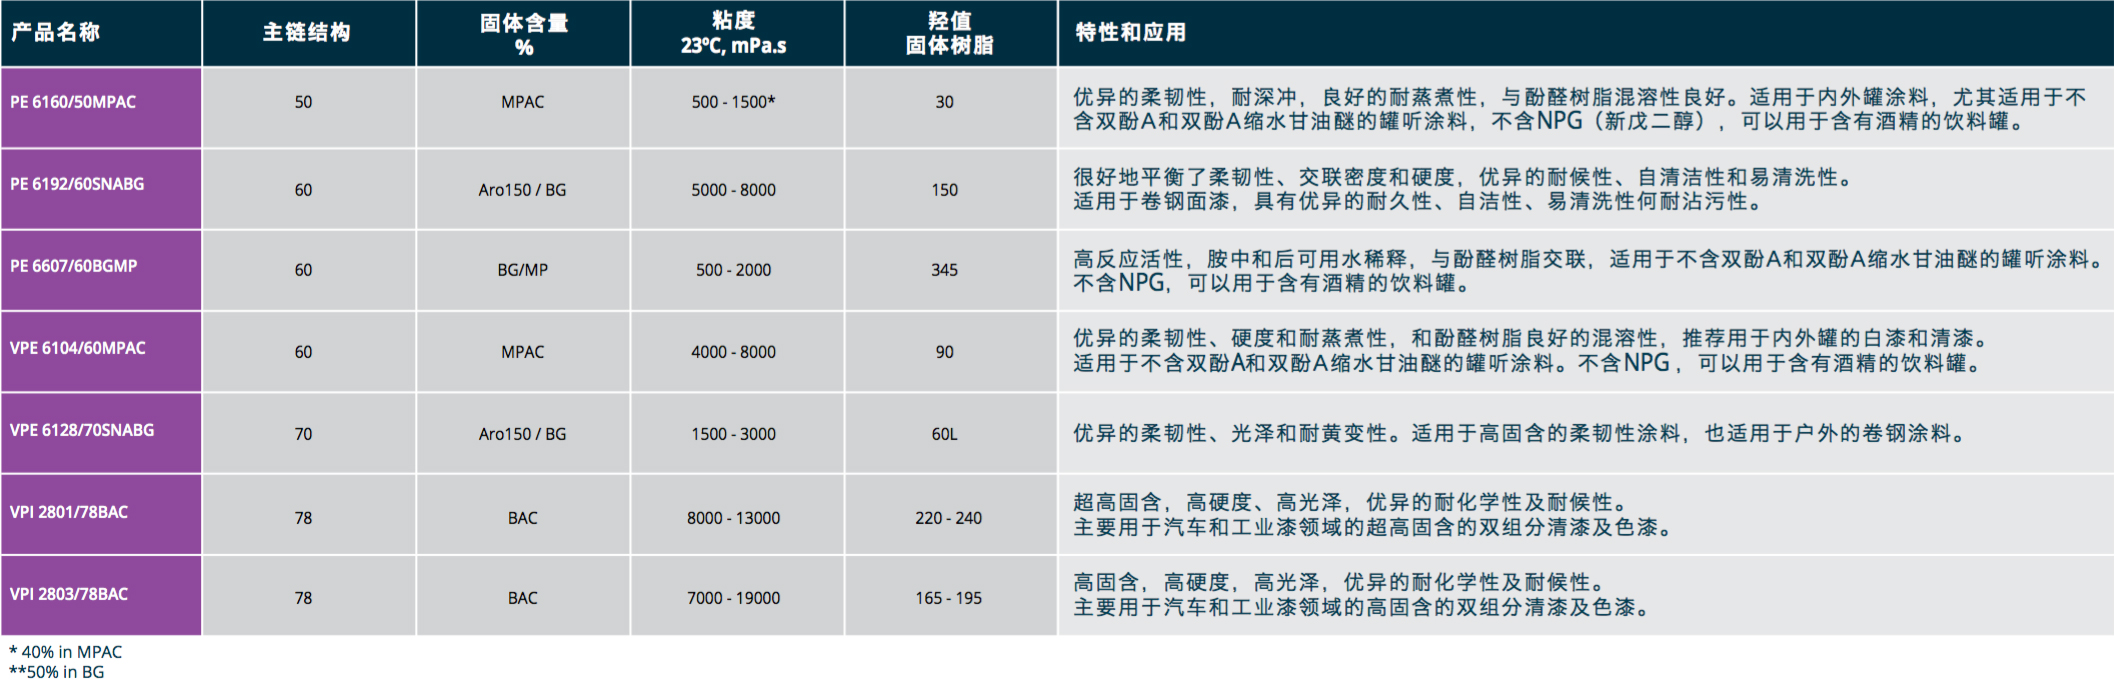 产品名称 主链结构 固体含量 % 粘度 23ºC, mPa.s 羟值 固体树脂 特性和应用
PE 6160/50MPAC 50 MPAC 500 - 1500* 30 优异的柔韧性，耐深冲，良好的耐蒸煮性，与酚醛树脂混溶性良好。适用于内外罐涂料，尤其适用于不
含双酚A和双酚A缩水甘油醚的罐听涂料，不含NPG（新戊二醇），可以用于含有酒精的饮料罐。
PE 6192/60SNABG 60 Aro150 / BG 5000 - 8000 150 很好地平衡了柔韧性、交联密度和硬度，优异的耐候性、自清洁性和易清洗性。
适用于卷钢面漆，具有优异的耐久性、自洁性、易清洗性何耐沾污性。
PE 6607/60BGMP 60 BG/MP 500 - 2000 345 高反应活性，胺中和后可用水稀释，与酚醛树脂交联，适用于不含双酚A和双酚A缩水甘油醚的罐听涂料。
不含NPG，可以用于含有酒精的饮料罐。
VPE 6104/60MPAC 60 MPAC 4000 - 8000 90 优异的柔韧性、硬度和耐蒸煮性，和酚醛树脂良好的混溶性，推荐用于内外罐的白漆和清漆。
适用于不含双酚A和双酚A缩水甘油醚的罐听涂料。不含NPG ，可以用于含有酒精的饮料罐。
VPE 6128/70SNABG 70 Aro150 / BG 1500 - 3000 60L 优异的柔韧性、光泽和耐黄变性。适用于高固含的柔韧性涂料，也适用于户外的卷钢涂料。
VPI 2801/78BAC 78 BAC 8000 - 13000 220 - 240 超高固含，高硬度、高光泽，优异的耐化学性及耐候性。
主要用于汽车和工业漆领域的超高固含的双组分清漆及色漆。
VPI 2803/78BAC 78 BAC 7000 - 19000 165 - 195 高固含，高硬度，高光泽，优异的耐化学性及耐候性。
主要用于汽车和工业漆领域的高固含的双组分清漆及色漆。
* 40% in MPAC
**50% in BG